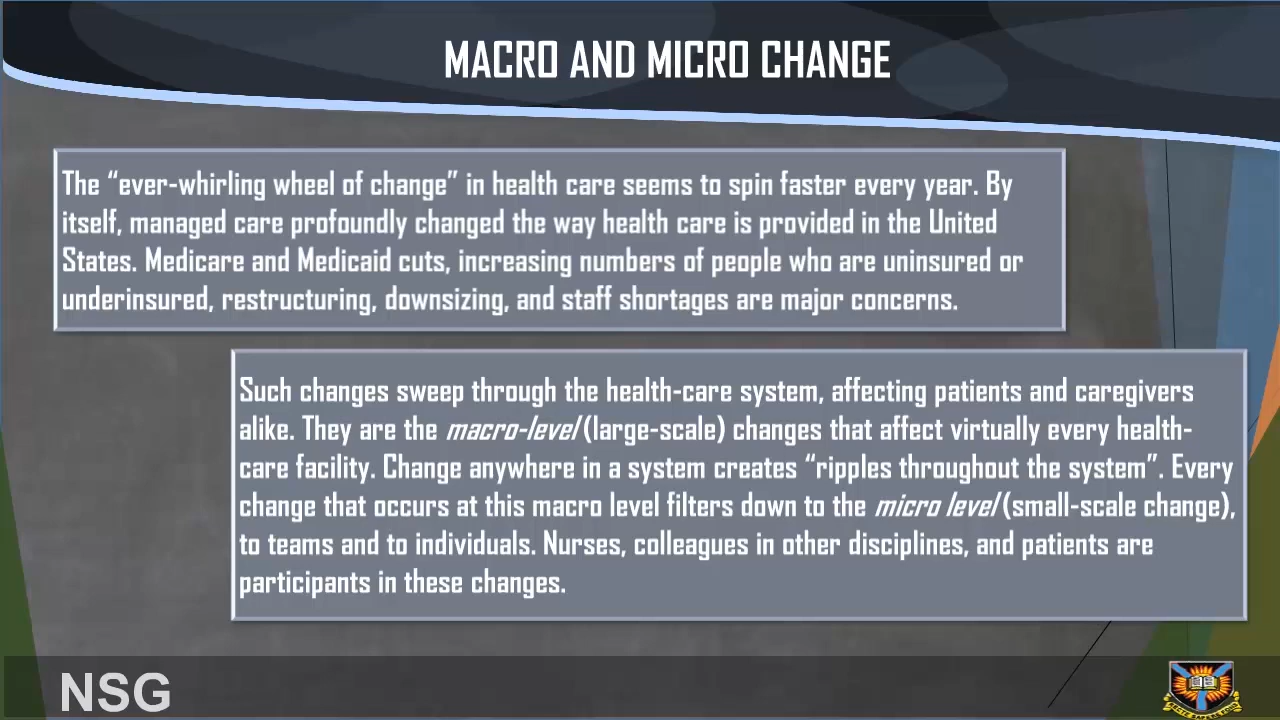 MACRO AND MICRO CHANGE
The “ever-whirling wheel of change” in health care seems to spin faster every year. By
itself, managed care profoundly changed the way health care is provided in the United
States. Medicare and Medicaid cuts, increasing numbers of people who are uninsured or
underinsured, restructuring, downsizing, and staff shortages are major concerns.
Such changes sweep through the health-care system, affecting patients and caregivers
alike. They are the macro-level (large-scale) changes that affect virtually every health-
care facility. Change anywhere in a system creates “ripples throughout the system”. Every
change that occurs at this macro level filters down to the micro level (small-scale change),
to teams and to individuals. Nurses, colleagues in other disciplines, and patients are
participants in these changes.
NSG